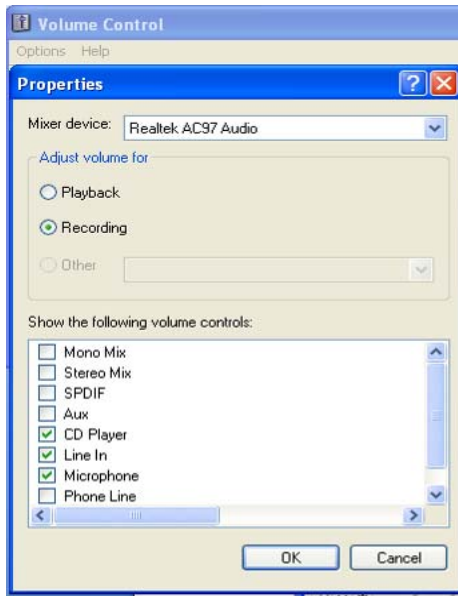 Volume Control
Options Help
Properties
Mixer device: Realtek AC97 Audio
Adjust volume for
Playback
Recording
Other
Show the following volume controls:
Mono Mix
Stereo Mix
SPDIF
Aux
CD Player
Line In
Microphone
Phone Line
OK Cancel